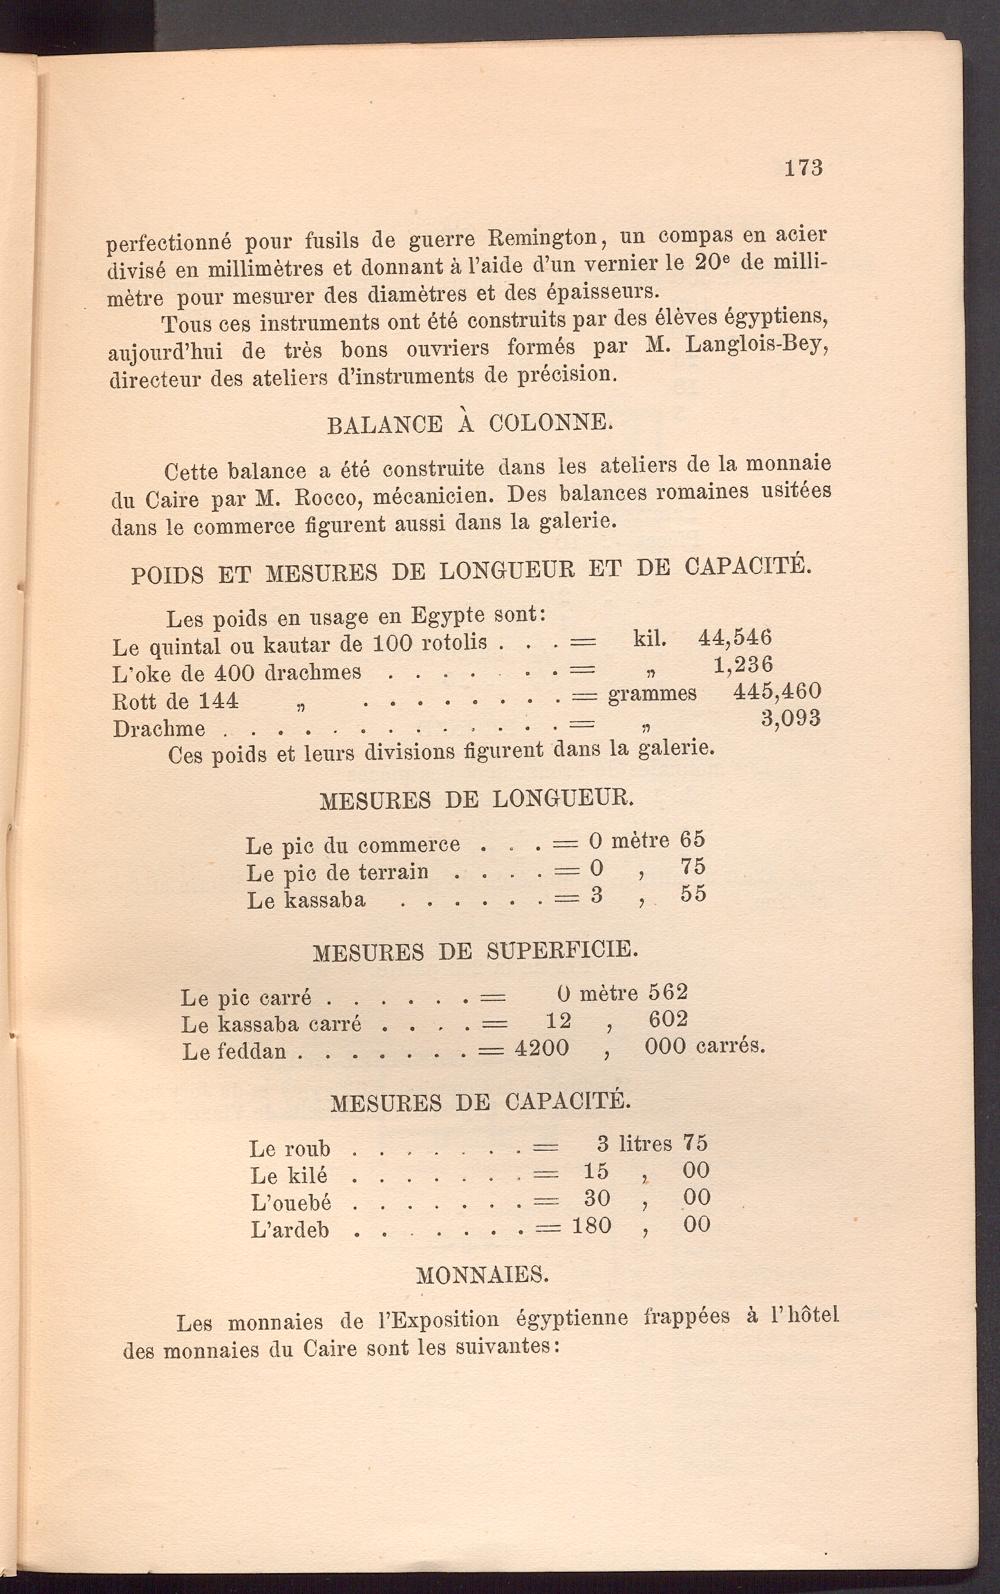 173
perfectionné pour fusils de guerre Remington, un compas en acier
divisé en millimètres et donnant à l'aide d'un vernier le 20e de milli-
mètre pour mesurer des diamètres et des épaisseurs.
Tous ces instruments ont été construits par des élèves égyptiens,
aujourd'hui de très bons ouvriers formés par M. Langlois-Bey,
directeur des ateliers d'instruments de précision.
BALANCE À COLONNE.
Cette balance a été construite dans les ateliers de la monnaie
du Caire par M. Rocco, mécanicien. Des balances romaines usitées
dans le commerce figurent aussi dans la galerie.
POIDS ET MESURES DE LONGUEUR ET DE CAPACITÉ.
Les poids en usage en Egypte sont:
Le quintal ou kautar de 100 rotolis . . . = kil. 44,546
L'oke de 400 drachmes . . . . . . . = „ 1,236
Rott de 144 „ . . . . . . . . = grammes 445,460
Drachme . . . . . . . . . . . . . = „ 3,093
Ces poids et leurs divisions figurent dans la galerie.
MESURES DE LONGUEUR.
Le pic du commerce . . . = 0 mètre 65
Le pic de terrain . . . . = 0 , 75
Le kassaba . . . . . . = 3 , 55
MESURES DE SUPERFICIE.
Le pic carré . . . . . . = 0 mètre 562
Le kassaba carré . . . . = 12 , 602
Le feddan . . . . . . . = 4200 , 000 carrés.
MESURES DE CAPACITÉ.
Le roub . . . . . . . = 3 litres 75
Le kilé . . . . . . . = 15 , 00
L'ouebé . . . . . . . = 30 , 00
L'ardeb . . . . . . . = 180 , 00
MONNAIES.
Les monnaies de l'Exposition égyptienne frappées à l'hôtel
des monnaies du Caire sont les suivantes: